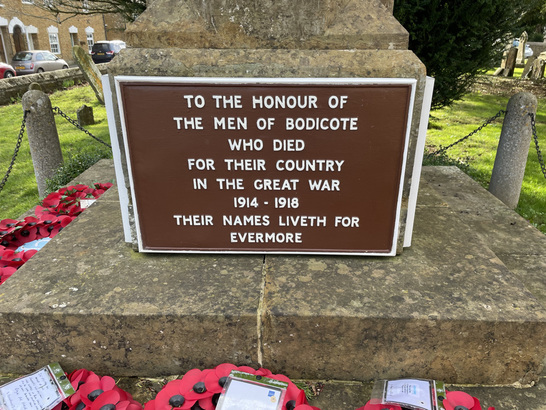 TO THE HONOUR OF
THE MEN OF BODICOTE
WHO DIED
FOR THEIR COUNTRY
IN THE GREAT WAR
1914 - 1918
THEIR NAMES LIVETH FOR
EVERMORE